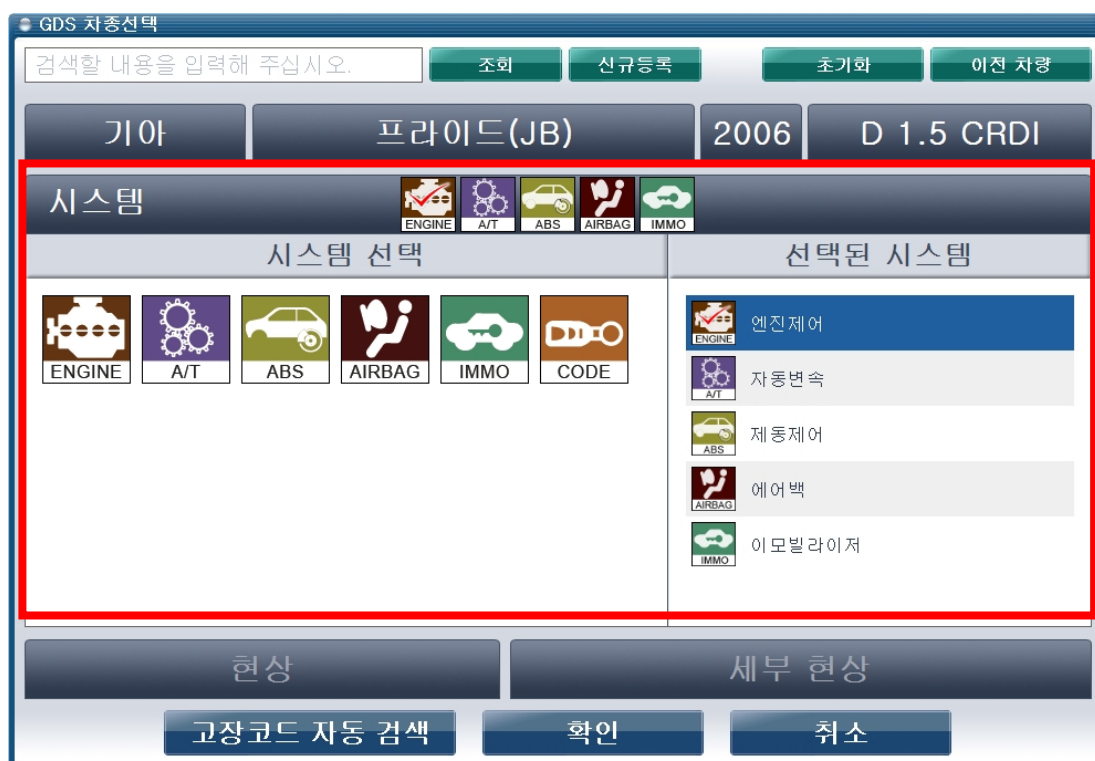 GDS 차종선택
검색할 내용을 입력해 주십시오. 조회 신규등록 초기화 이전 차량
기아 프라이드(JB) 2006 D 1.5 CRDI
시스템 ENGINE A/T ABS AIRBAG IMMO
시스템 선택 선택된 시스템
ENGINE A/T ABS AIRBAG IMMO CODE
ENGINE 엔진제어
A/T 자동변속
ABS 제동제어
AIRBAG 에어백
IMMO 이모빌라이저
현상 세부 현상
고장코드 자동 검색 확인 취소